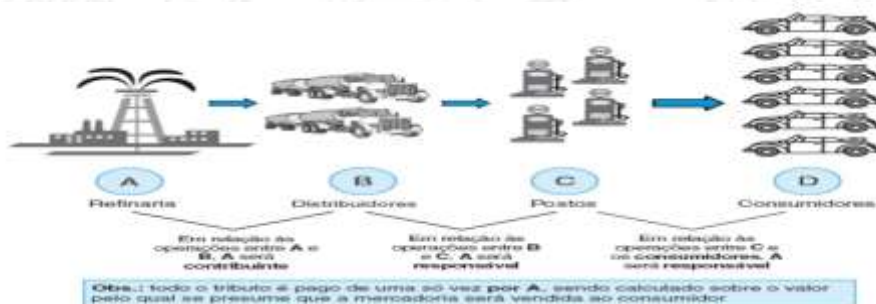 A
B
C
D
Refinaria
Distribuidores
Postos
Consumidores
Em relação às
operações entre A e
B, A será
contribuinte
Em relação às
operações entre B
e C, A será
responsável
Em relação às
operações entre C e
os consumidores, A
será responsável
Obs.: todo o tributo é pago de uma só vez por A, sendo calculado sobre o valor
pelo qual se presume que a mercadoria será vendida ao consumidor